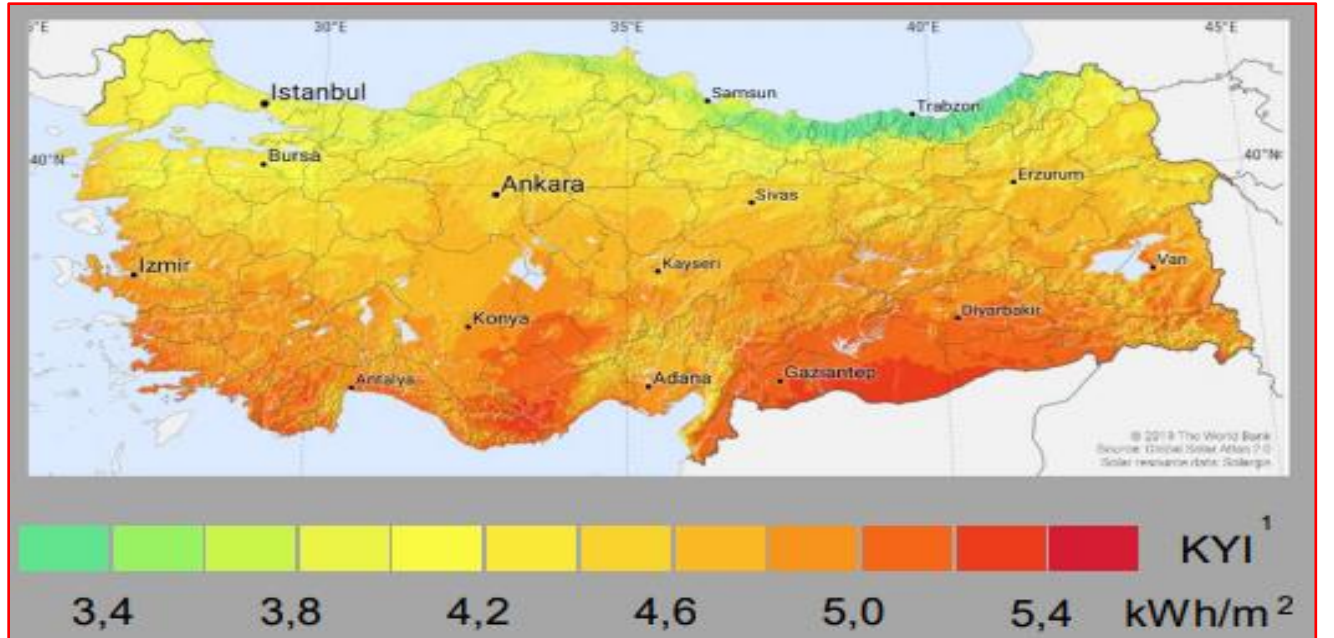 5°E 30°E 35°E 40°E 45°E
Istanbul
Samsun
Trabzon
Bursa
40°N 40°N
Erzurum
Ankara
Sivas
Izmir
Kayseri
Van
Konya
Diyarbakir
Antalya
Adana
Gaziantep
© 2019 The World Bank
Source: Global Solar Atlas 2.0
Solar resource data: Solargis
KYI 1
3,4 3,8 4,2 4,6 5,0 5,4 kWh/m 2